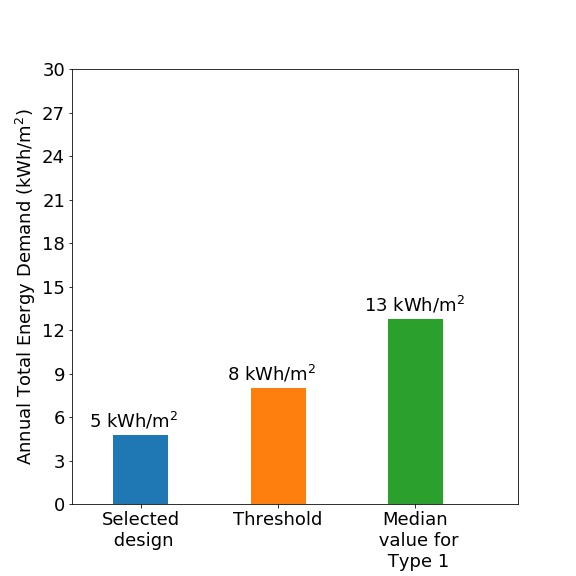 Annual Total Energy Demand (kWh/m²)
30
27
24
21
18
15
12
9
6
3
0
5 kWh/m²
8 kWh/m²
13 kWh/m²
Selected
design
Threshold
Median
value for
Type 1